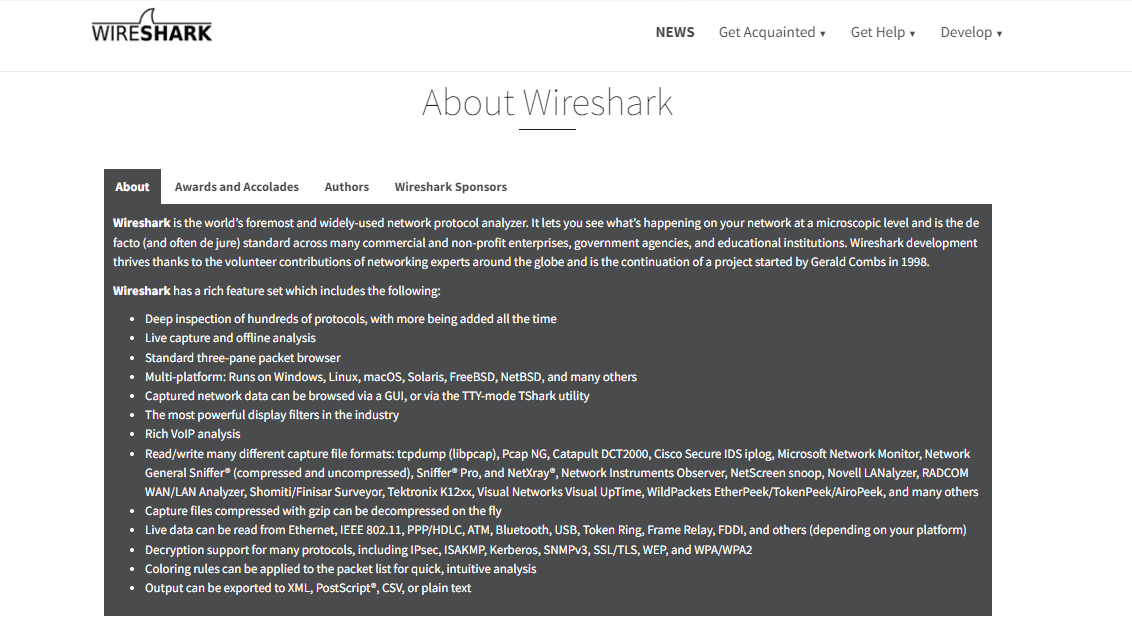 WIRESHARK
NEWS Get Acquainted ▾ Get Help ▾ Develop ▾
About Wireshark
About Awards and Accolades Authors Wireshark Sponsors
Wireshark is the world's foremost and widely-used network protocol analyzer. It lets you see what's happening on your network at a microscopic level and is the de
facto (and often de jure) standard across many commercial and non-profit enterprises, government agencies, and educational institutions. Wireshark development
thrives thanks to the volunteer contributions of networking experts around the globe and is the continuation of a project started by Gerald Combs in 1998.
Wireshark has a rich feature set which includes the following:
• Deep inspection of hundreds of protocols, with more being added all the time
• Live capture and offline analysis
• Standard three-pane packet browser
• Multi-platform: Runs on Windows, Linux, macOS, Solaris, FreeBSD, NetBSD, and many others
• Captured network data can be browsed via a GUI, or via the TTY-mode TShark utility
• The most powerful display filters in the industry
• Rich VoIP analysis
• Read/write many different capture file formats: tcpdump (libpcap), Pcap NG, Catapult DCT2000, Cisco Secure IDS iplog, Microsoft Network Monitor, Network
General Sniffer® (compressed and uncompressed), Sniffer® Pro, and NetXray®, Network Instruments Observer, NetScreen snoop, Novell LANalyzer, RADCOM
WAN/LAN Analyzer, Shomiti/Finisar Surveyor, Tektronix K12xx, Visual Networks Visual UpTime, WildPackets EtherPeek/TokenPeek/AiroPeek, and many others
• Capture files compressed with gzip can be decompressed on the fly
• Live data can be read from Ethernet, IEEE 802.11, PPP/HDLC, ATM, Bluetooth, USB, Token Ring, Frame Relay, FDDI, and others (depending on your platform)
• Decryption support for many protocols, including IPsec, ISAKMP, Kerberos, SNMPv3, SSL/TLS, WEP, and WPA/WPA2
• Coloring rules can be applied to the packet list for quick, intuitive analysis
• Output can be exported to XML, PostScript®, CSV, or plain text